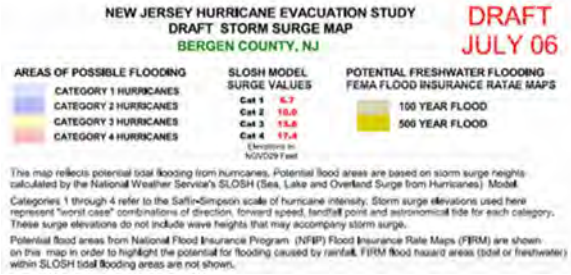 NEW JERSEY HURRICANE EVACUATION STUDY
DRAFT STORM SURGE MAP
BERGEN COUNTY, NJ
DRAFT
JULY 06
AREAS OF POSSIBLE FLOODING
CATEGORY 1 HURRICANES
CATEGORY 2 HURRICANES
CATEGORY 3 HURRICANES
CATEGORY 4 HURRICANES
SLOSH MODEL
SURGE VALUES
Cat 1 6.7
Cat 2 10.0
Cat 3 13.8
Cat 4 17.4
Elevations in
NGVD29 Feet
POTENTIAL FRESHWATER FLOODING
FEMA FLOOD INSURANCE RATAE MAPS
100 YEAR FLOOD
500 YEAR FLOOD
This map reflects potential tidal flooding from hurricanes. Potential flood areas are based on storm surge heights
calculated by the National Weather Service's SLOSH (Sea, Lake and Overland Surge from Hurricanes) Model.
Categories 1 through 4 refer to the Saffir-Simpson scale of hurricane intensity. Storm surge elevations used here
represent "worst case" combinations of direction, forward speed, landfall point and astronomical tide for each category.
These surge elevations do not include wave heights that may accompany storm surge.
Potential flood areas from National Flood Insurance Program (NFIP) Flood Insurance Rate Maps (FIRM) are shown
on this map in order to highlight the potential for flooding caused by rainfall. FIRM flood hazard areas (tidal or freshwater)
within SLOSH tidal flooding areas are not shown.